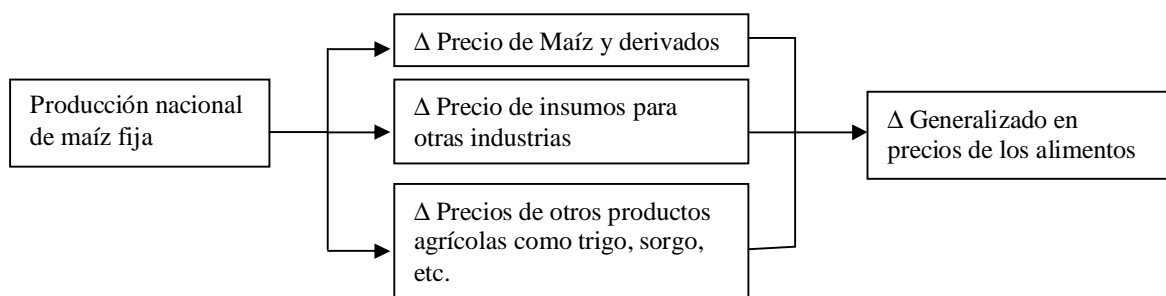 Producción nacional
de maíz fija
Δ Precio de Maíz y derivados
Δ Precio de insumos para
otras industrias
Δ Precios de otros productos
agrícolas como trigo, sorgo,
etc.
Δ Generalizado en
precios de los alimentos